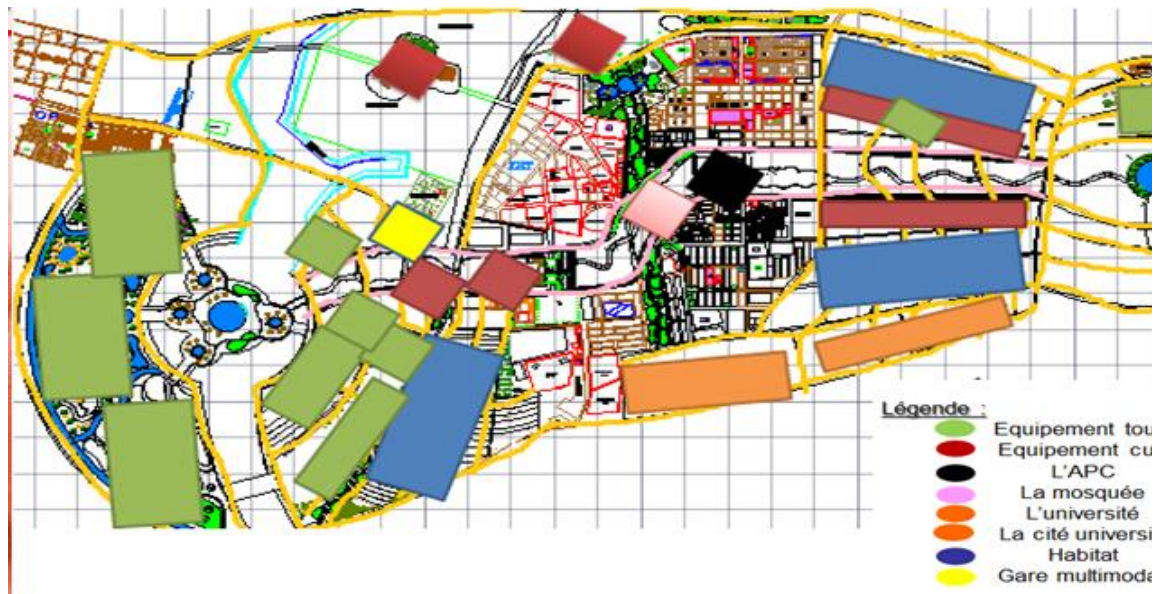 Légende :
Equipement tou
Equipement cu
L'APC
La mosquée
L'université
La cité universi
Habitat
Gare multimoda